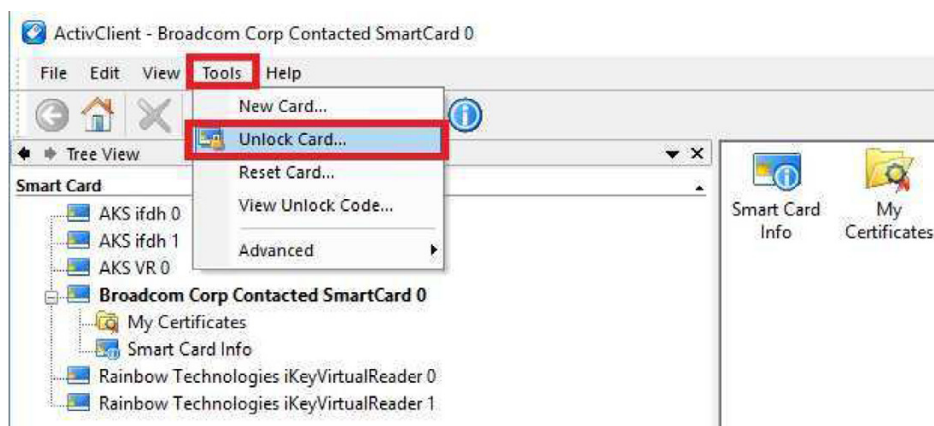 ActivClient - Broadcom Corp Contacted SmartCard 0
File Edit View Tools Help
New Card...
Unlock Card...
Reset Card...
View Unlock Code...
Advanced
Tree View
Smart Card
AKS ifdh 0
AKS ifdh 1
AKS VR 0
Broadcom Corp Contacted SmartCard 0
My Certificates
Smart Card Info
Rainbow Technologies iKeyVirtualReader 0
Rainbow Technologies iKeyVirtualReader 1
Smart Card
Info
My
Certificates